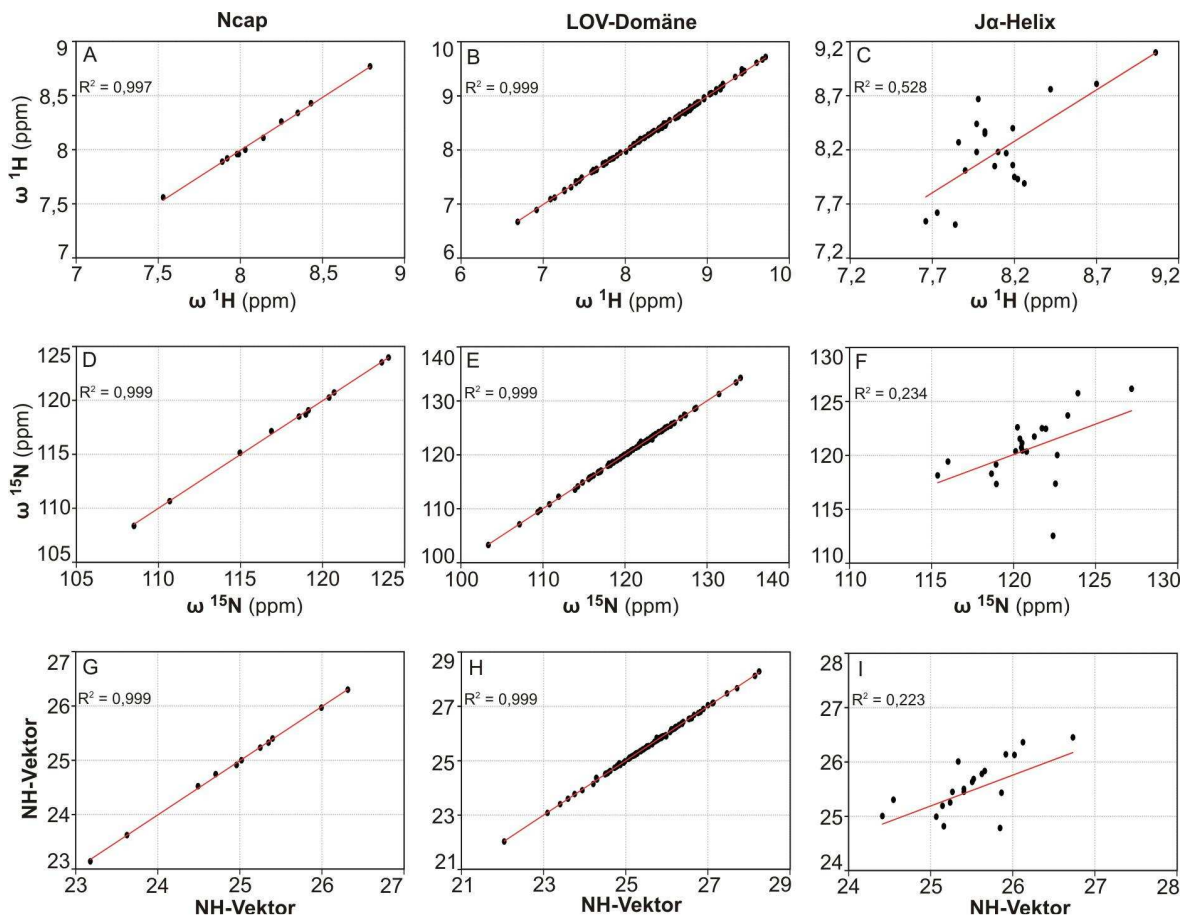 Ncap
LOV-Domäne
Jα-Helix
A
R² = 0,997
9
8,5
8
7,5
7
7
7,5
8
8,5
9
ω ¹H (ppm)
ω ¹H (ppm)
B
R² = 0,999
10
9
8
7
6
6
7
8
9
10
ω ¹H (ppm)
C
R² = 0,528
9,2
8,7
8,2
7,7
7,2
7,2
7,7
8,2
8,7
9,2
ω ¹H (ppm)
D
R² = 0,999
125
120
115
110
105
105
110
115
120
125
ω ¹⁵N (ppm)
ω ¹⁵N (ppm)
E
R² = 0,999
140
130
120
110
100
100
110
120
130
140
ω ¹⁵N (ppm)
F
R² = 0,234
130
125
120
115
110
110
115
120
125
130
ω ¹⁵N (ppm)
G
R² = 0,999
27
26
25
24
23
23
24
25
26
27
NH-Vektor
NH-Vektor
H
R² = 0,999
29
27
25
23
21
21
23
25
27
29
NH-Vektor
I
R² = 0,223
28
27
26
25
24
24
25
26
27
28
NH-Vektor